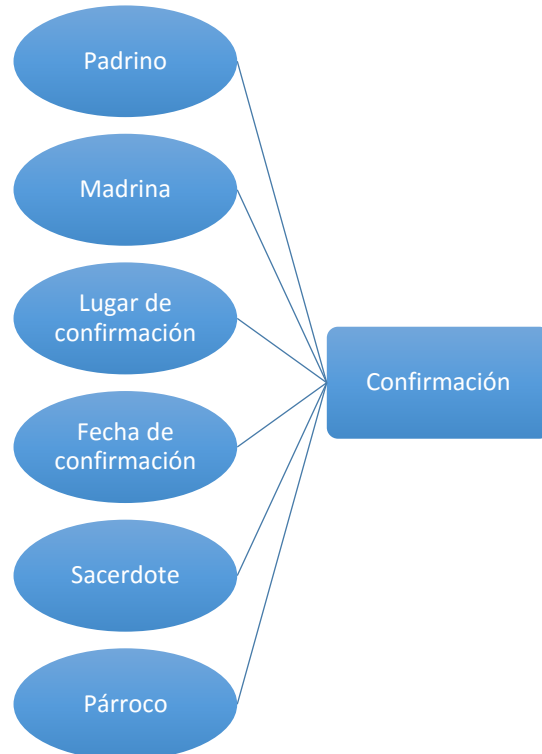 Padrino
Madrina
Lugar de
confirmación
Fecha de
confirmación
Sacerdote
Párroco
Confirmación